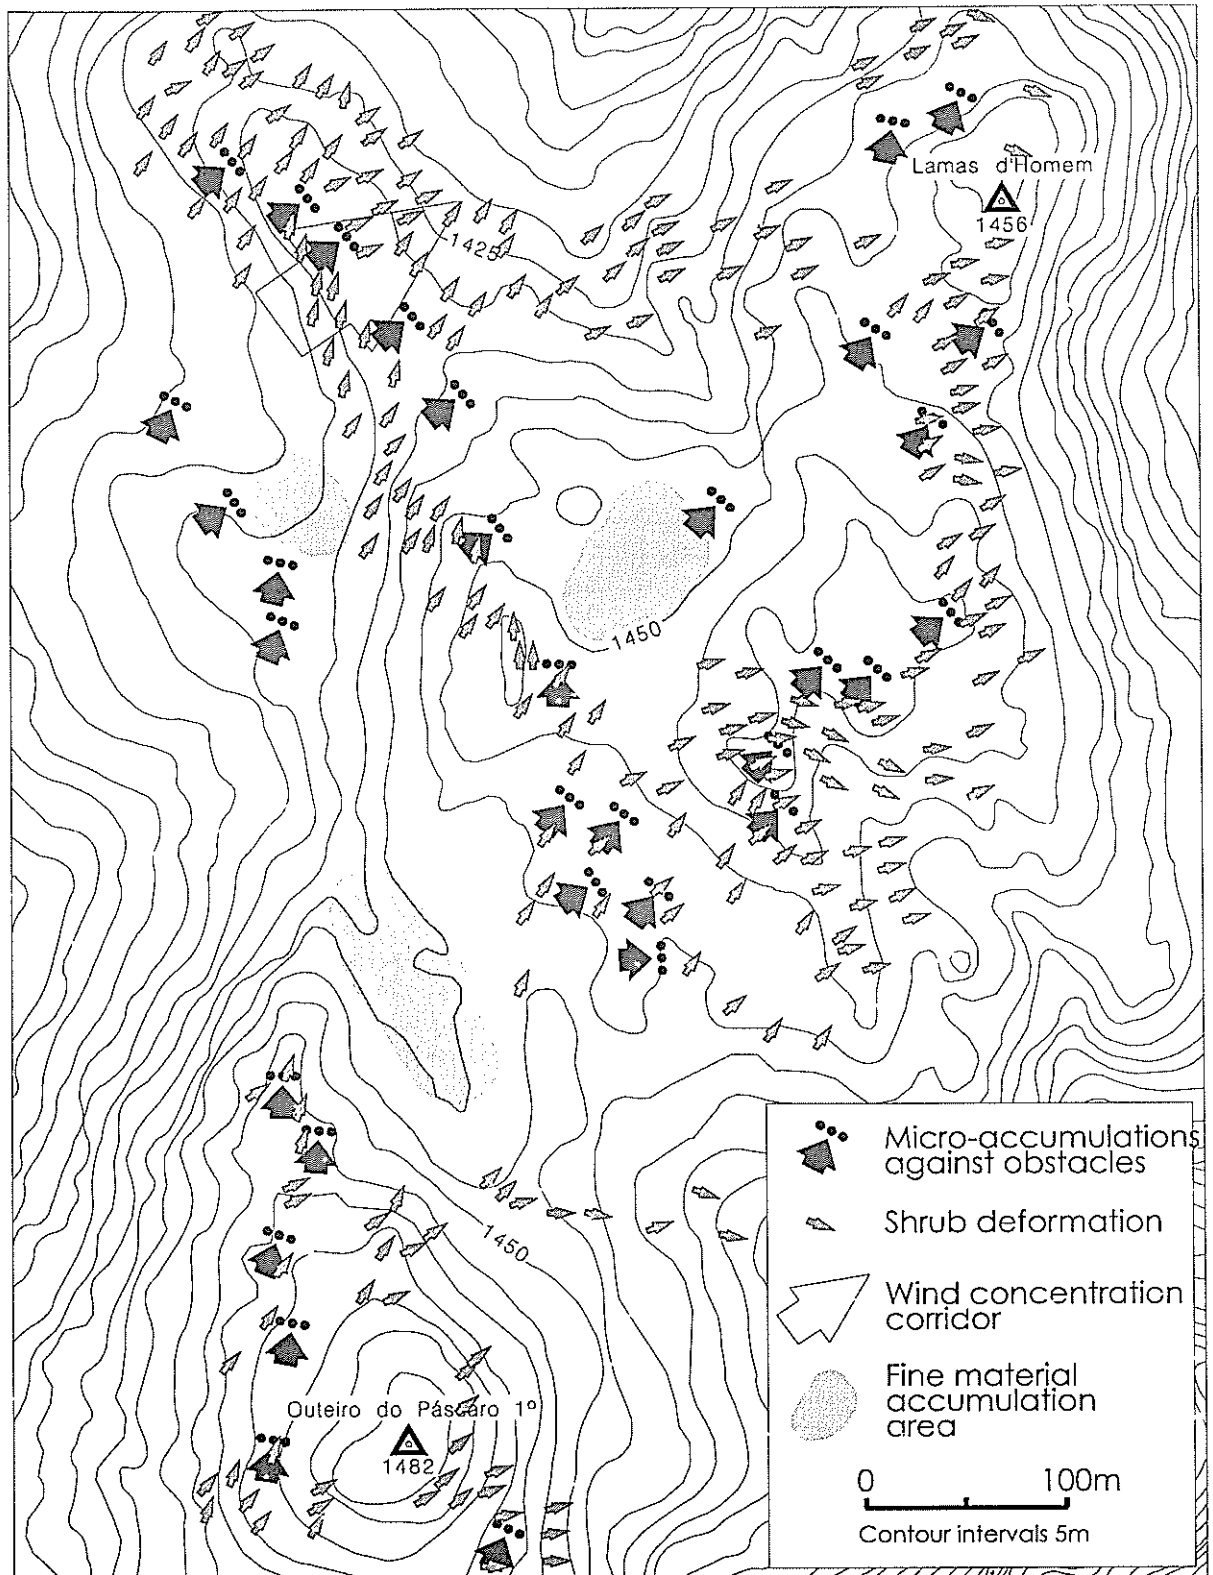 Lamas d'Homem
1456
1425
1450
1450
Outeiro do Páscaro 1º
1482
Micro-accumulations
against obstacles
Shrub deformation
Wind concentration
corridor
Fine material
accumulation
area
0 100m
Contour intervals 5m